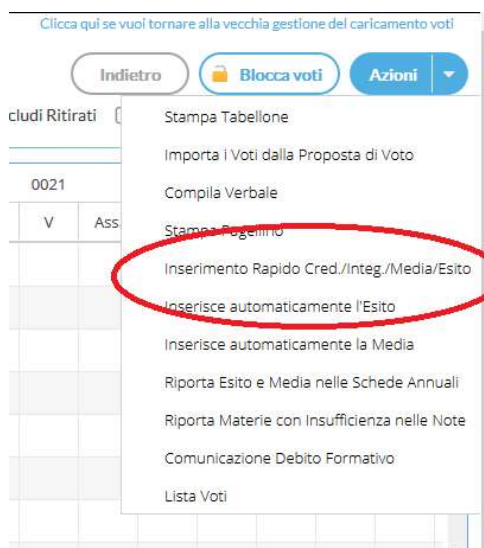 Clicca qui se vuoi tornare alla vecchia gestione del caricamento voti
Indietro
Blocca voti
Azioni
cludi Ritirati
Stampa Tabellone
Importa i Voti dalla Proposta di Voto
0021
Compila Verbale
V
Ass
Stampa Pagellino
Inserimento Rapido Cred./Integ./Media/Esito
Inserisce automaticamente l'Esito
Inserisce automaticamente la Media
Riporta Esito e Media nelle Schede Annuali
Riporta Materie con Insufficienza nelle Note
Comunicazione Debito Formativo
Lista Voti